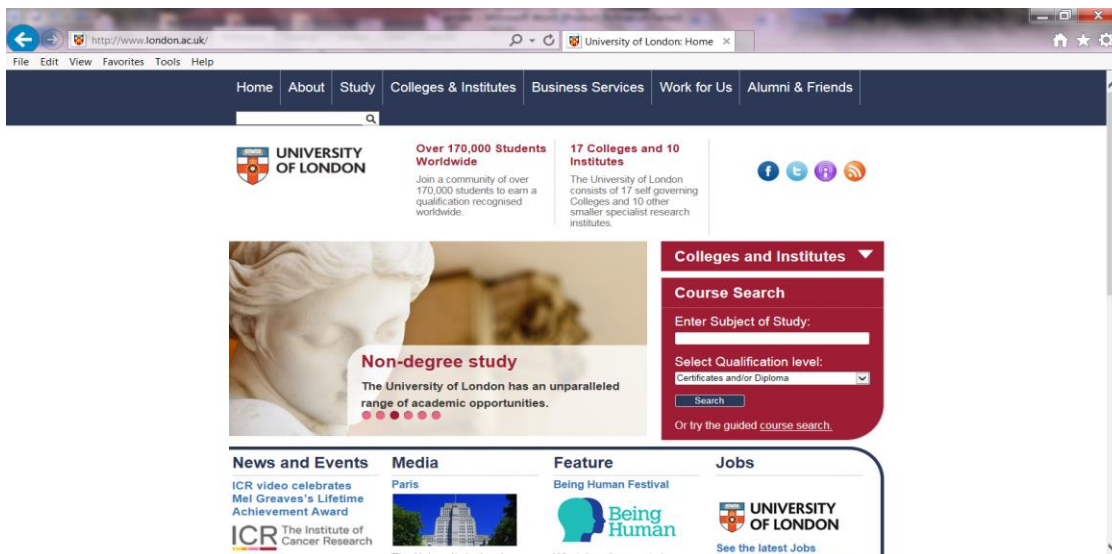 http://www.london.ac.uk/
University of London: Home
File Edit View Favorites Tools Help
Home About Study Colleges & Institutes Business Services Work for Us Alumni & Friends
UNIVERSITY
OF LONDON
Over 170,000 Students
Worldwide
Join a community of over
170,000 students to earn a
qualification recognised
worldwide.
17 Colleges and 10
Institutes
The University of London
consists of 17 self governing
Colleges and 10 other
smaller specialist research
institutes.
Non-degree study
The University of London has an unparalleled
range of academic opportunities.
Colleges and Institutes
Course Search
Enter Subject of Study:
Select Qualification level:
Certificates and/or Diploma
Search
Or try the guided course search.
News and Events
ICR video celebrates
Mel Greaves's Lifetime
Achievement Award
ICR The Institute of
Cancer Research
Media
Paris
Feature
Being Human Festival
Being
Human
Jobs
UNIVERSITY
OF LONDON
See the latest Jobs